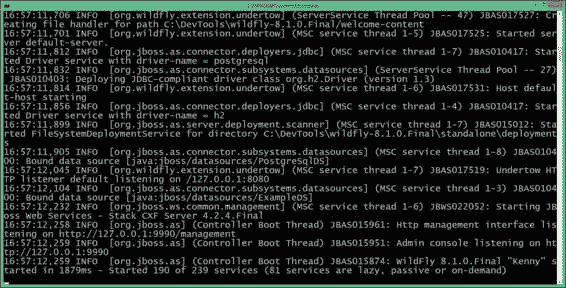 16:57:11,706 INFO  [org.wildfly.extension.undertow] (ServerService Thread Pool -- 47) JBAS017527: Cr
eating file handler for path C:\DevTools\wildfly-8.1.0.Final/welcome-content
16:57:11,701 INFO  [org.wildfly.extension.undertow] (MSC service thread 1-5) JBAS017525: Started ser
ver default-server.
16:57:11,812 INFO  [org.jboss.as.connector.deployers.jdbc] (MSC service thread 1-7) JBAS010417: Star
ted Driver service with driver-name = postgresql
16:57:11,832 INFO  [org.jboss.as.connector.subsystems.datasources] (ServerService Thread Pool -- 27)
 JBAS010403: Deploying JDBC-compliant driver class org.h2.Driver (version 1.3)
16:57:11,814 INFO  [org.wildfly.extension.undertow] (MSC service thread 1-6) JBAS017531: Host defaul
t-host starting
16:57:11,856 INFO  [org.jboss.as.connector.deployers.jdbc] (MSC service thread 1-4) JBAS010417: Star
ted Driver service with driver-name = h2
16:57:11,899 INFO  [org.jboss.as.server.deployment.scanner] (MSC service thread 1-7) JBAS015012: Sta
rted FileSystemDeploymentService for directory C:\DevTools\wildfly-8.1.0.Final\standalone\deployment
s
16:57:11,905 INFO  [org.jboss.as.connector.subsystems.datasources] (MSC service thread 1-8) JBAS0104
00: Bound data source [java:jboss/datasources/PostgreSqlDS]
16:57:12,045 INFO  [org.wildfly.extension.undertow] (MSC service thread 1-7) JBAS017519: Undertow HT
TP listener default listening on /127.0.0.1:8080
16:57:12,104 INFO  [org.jboss.as.connector.subsystems.datasources] (MSC service thread 1-3) JBAS0104
00: Bound data source [java:jboss/datasources/ExampleDS]
16:57:12,232 INFO  [org.jboss.ws.common.management] (MSC service thread 1-6) JBWS022052: Starting JB
oss Web Services - Stack CXF Server 4.2.4.Final
16:57:12,258 INFO  [org.jboss.as] (Controller Boot Thread) JBAS015961: Http management interface lis
tening on http://127.0.0.1:9990/management
16:57:12,259 INFO  [org.jboss.as] (Controller Boot Thread) JBAS015951: Admin console listening on ht
tp://127.0.0.1:9990
16:57:12,259 INFO  [org.jboss.as] (Controller Boot Thread) JBAS015874: WildFly 8.1.0.Final "Kenny" s
tarted in 1879ms - Started 190 of 239 services (81 services are lazy, passive or on-demand)